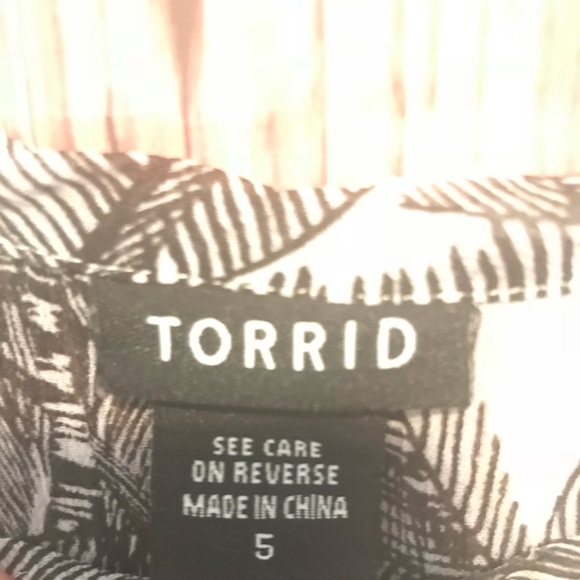 TORRID
SEE CARE
ON REVERSE
MADE IN CHINA
5